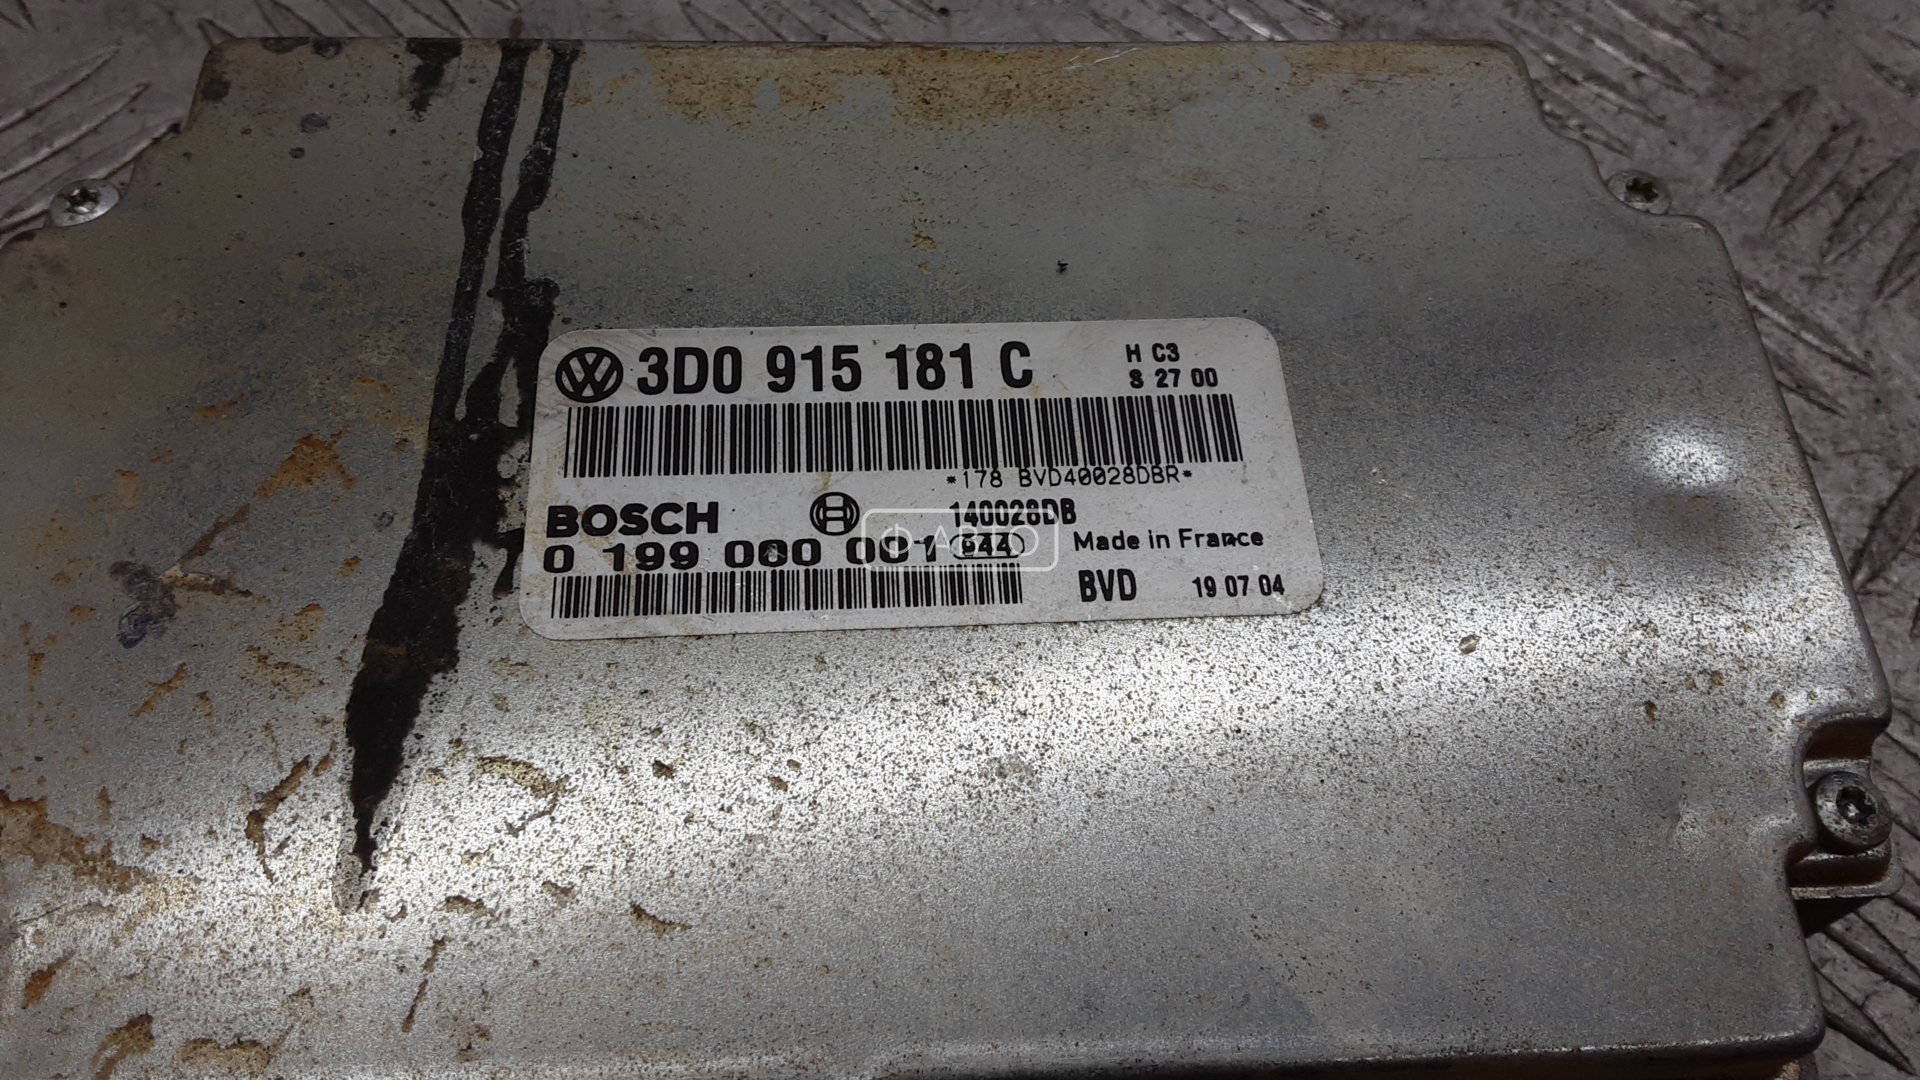 3D0 915 181 C
H C3
S 27 00
*178 BVD40028DBR*
BOSCH
140028DB
0 199 000 001 944
Made in France
BVD 19 07 04
АВТО